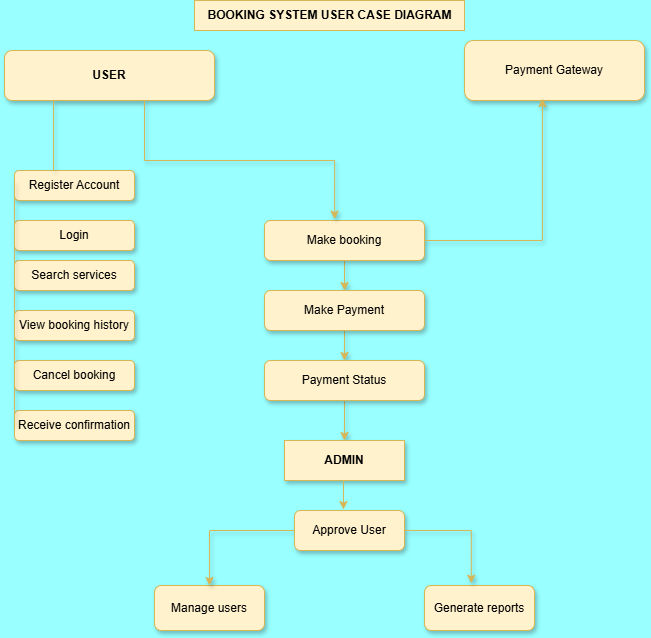 BOOKING SYSTEM USER CASE DIAGRAM
USER
Payment Gateway
Register Account
Login
Search services
View booking history
Cancel booking
Receive confirmation
Make booking
Make Payment
Payment Status
ADMIN
Approve User
Manage users
Generate reports